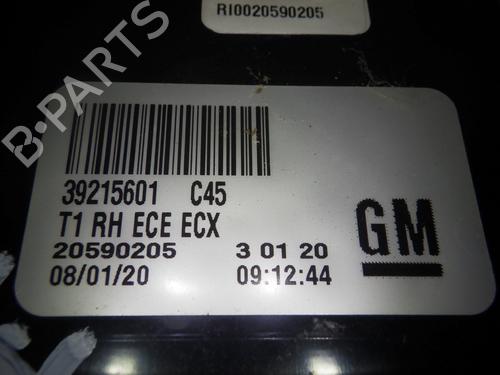 RI0020590205
39215601 C45
T1 RH ECE ECX
20590205 3 01 20
08/01/20 09:12:44
GM
B-PARTS